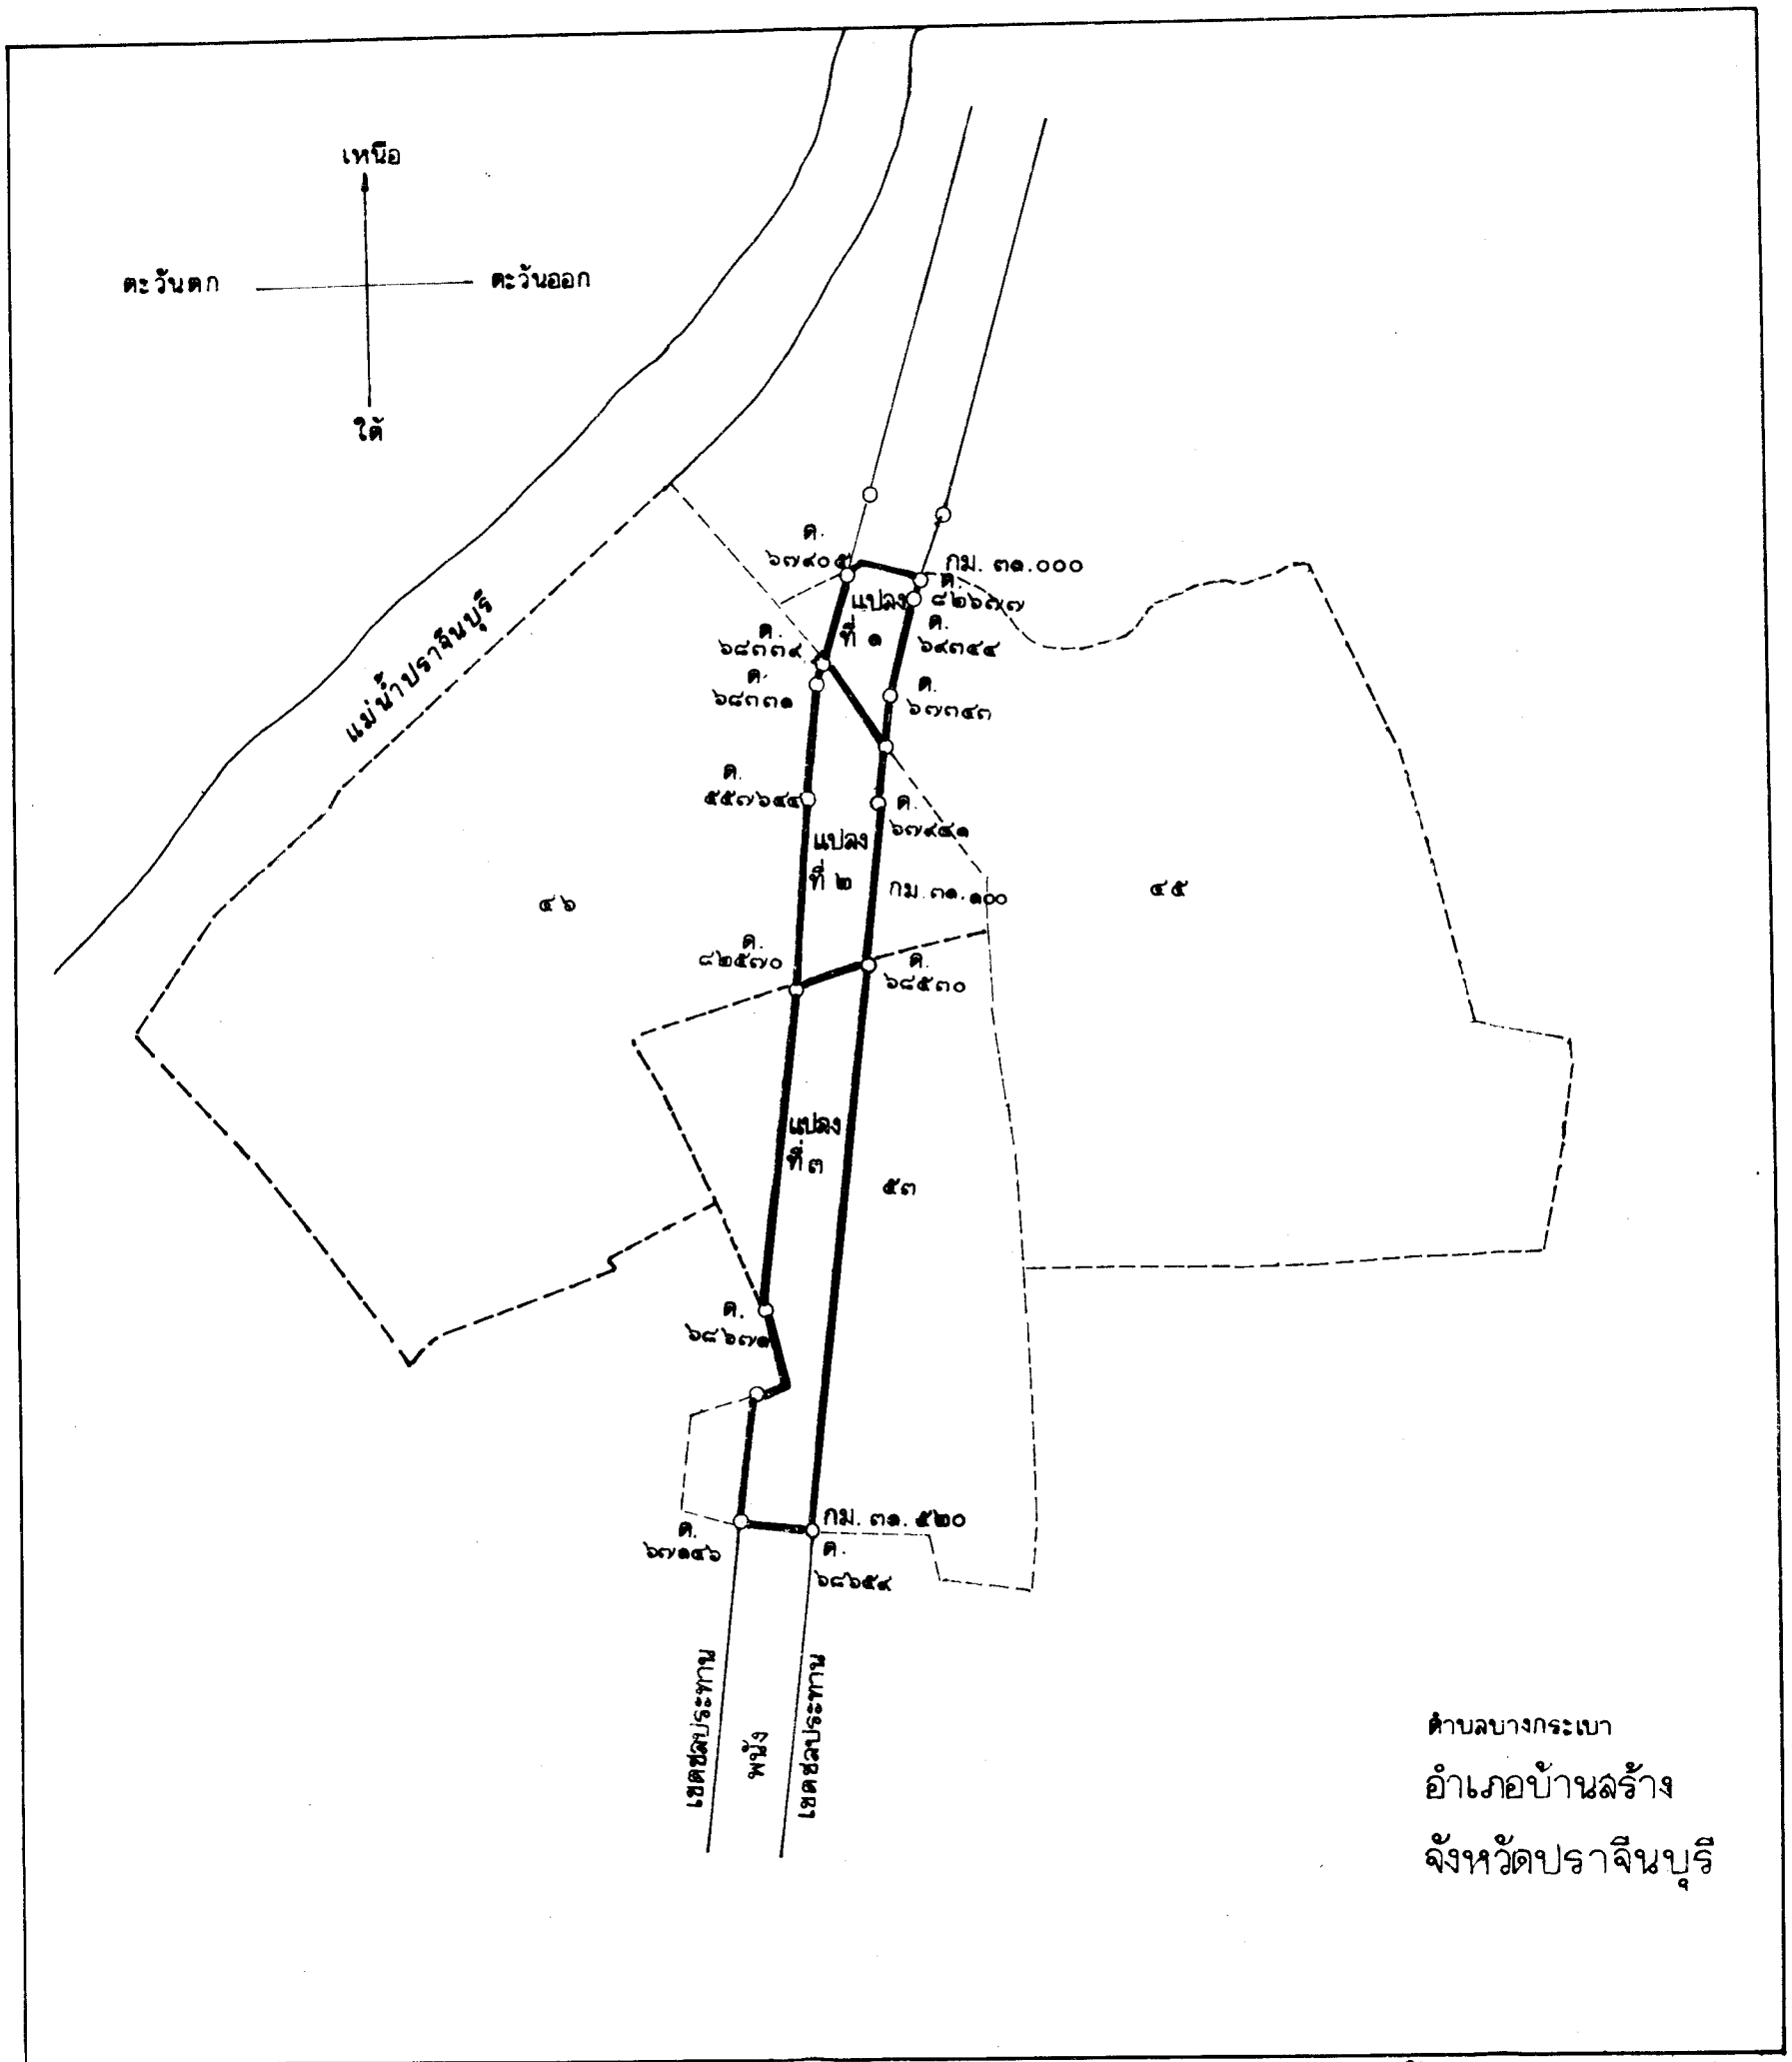 เหนือ
ตะวันตก
ตะวันออก
ใต้
แม่น้ำปราจีนบุรี
ด.
๖๗๙๐๕
กม. ๓๑.๐๐๐
ด.
๘๒๖๗๗
แปลง
ที่ ๑
ด.
๖๙๓๔๔
ด.
๖๘๓๓๙
ด.
๖๘๓๓๑
ด.
๖๗๓๔๓
ด.
๕๕๗๖๔๔
ด.
๖๗๙๔๑
แปลง
ที่ ๒
กม. ๓๑.๑๐๐
๔๖
๔๕
ด.
๘๒๕๗๐
ด.
๖๘๕๓๐
แปลง
ที่ ๓
๕๓
ด.
๖๘๖๗๑
กม. ๓๑.๕๒๐
ด.
๖๗๑๔๖
ด.
๖๘๖๕๙
เขตชลประทาน
พนัง
เขตชลประทาน
ตำบลบางกระเบา
อำเภอบ้านสร้าง
จังหวัดปราจีนบุรี